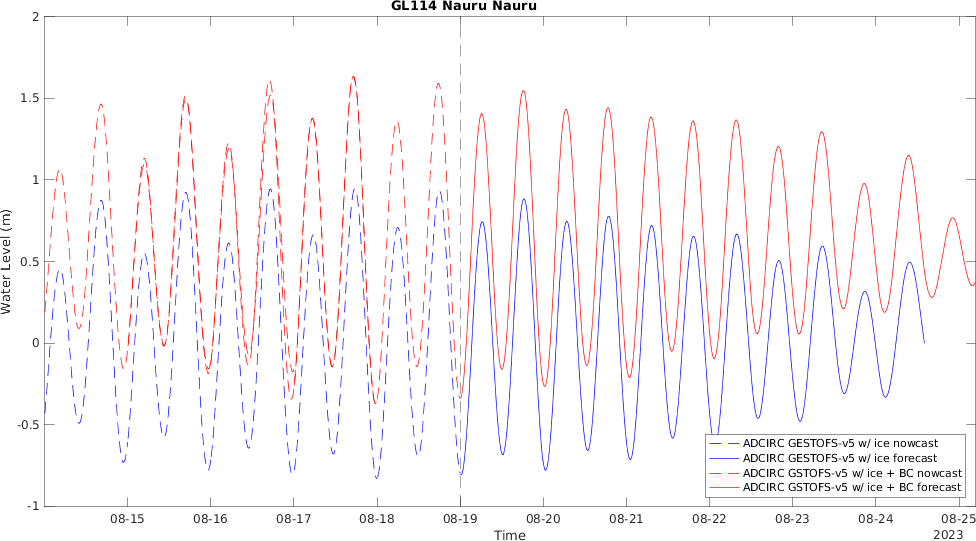 GL114 Nauru Nauru
Water Level (m)
2
1.5
1
0.5
0
-0.5
-1
ADCIRC GESTOFS-v5 w/ ice nowcast
ADCIRC GESTOFS-v5 w/ ice forecast
ADCIRC GSTOFS-v5 w/ ice + BC nowcast
ADCIRC GSTOFS-v5 w/ ice + BC forecast
08-15 08-16 08-17 08-18 08-19 08-20 08-21 08-22 08-23 08-24 08-25
Time
2023